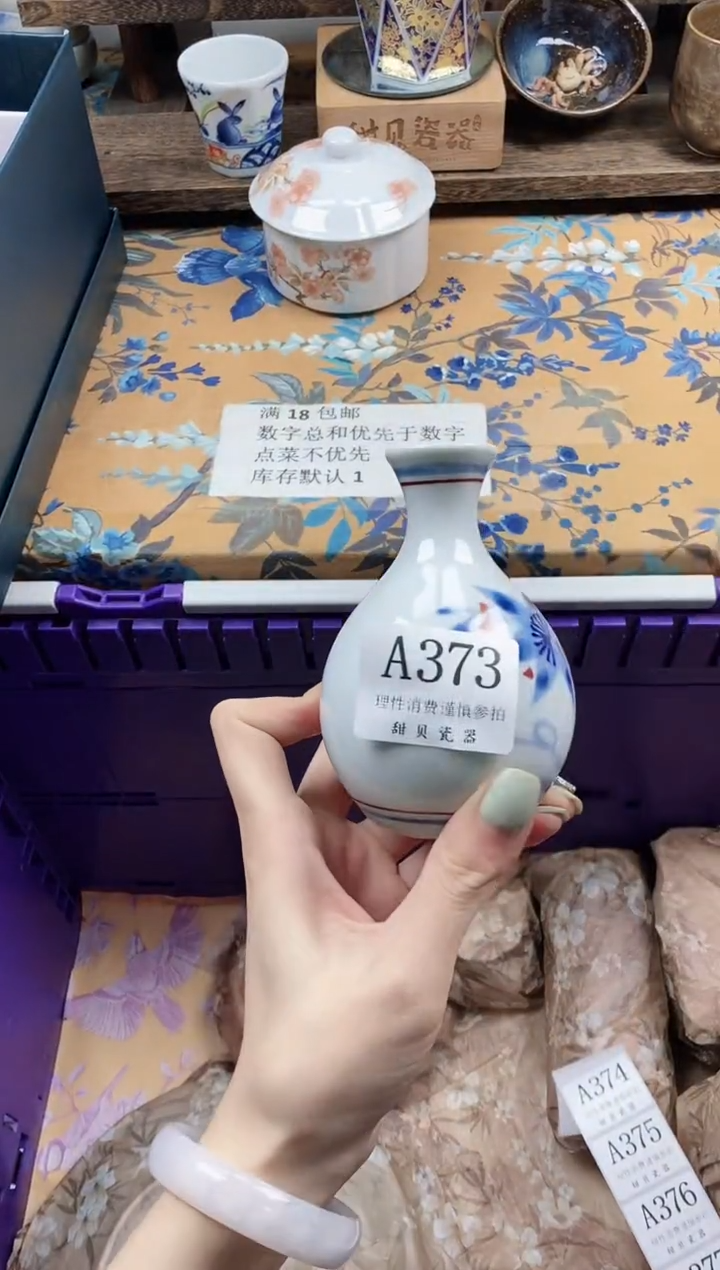 甜贝瓷器
满 18 包邮
数字总和优先于数字
点菜不优先
库存默认 1
A373
理性消费谨慎参拍
甜贝瓷器
A374
A375
A376